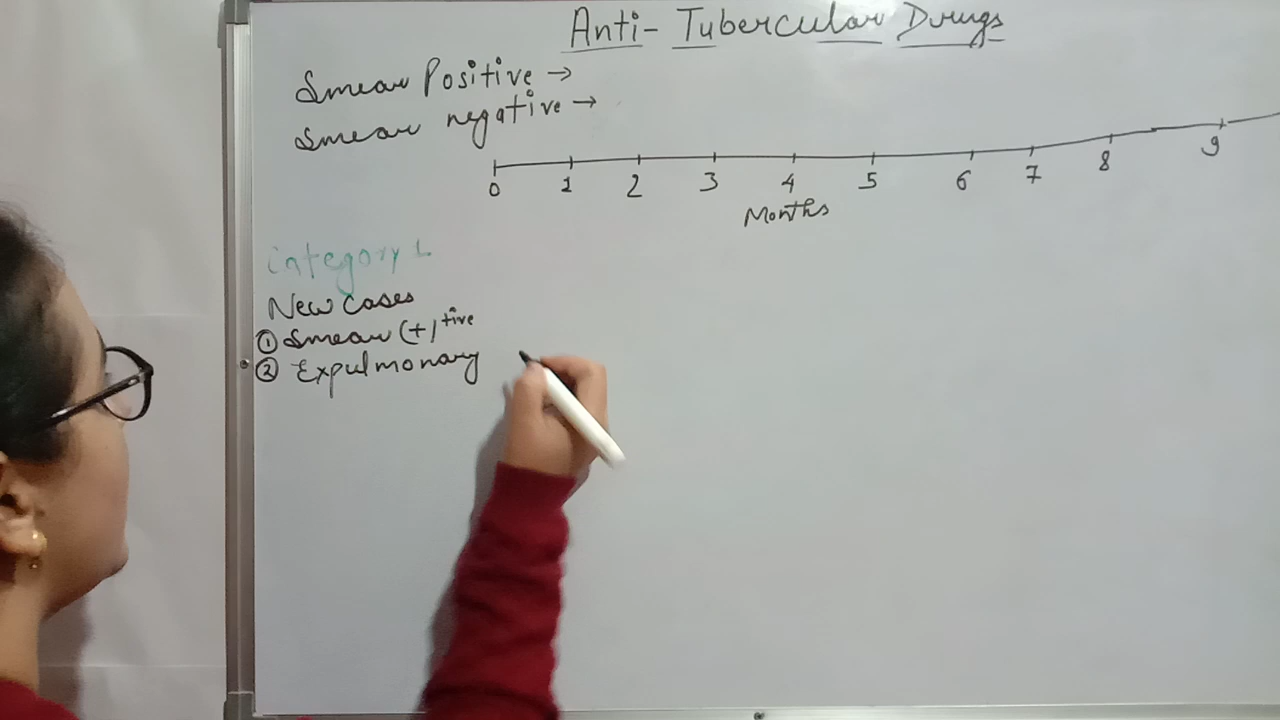 Anti-Tubercular Drugs
Smear Positive →
Smear negative →
0 1 2 3 4 5 6 7 8 9
Months
Category I
New cases
① Smear (+)tive
② Expulmonary